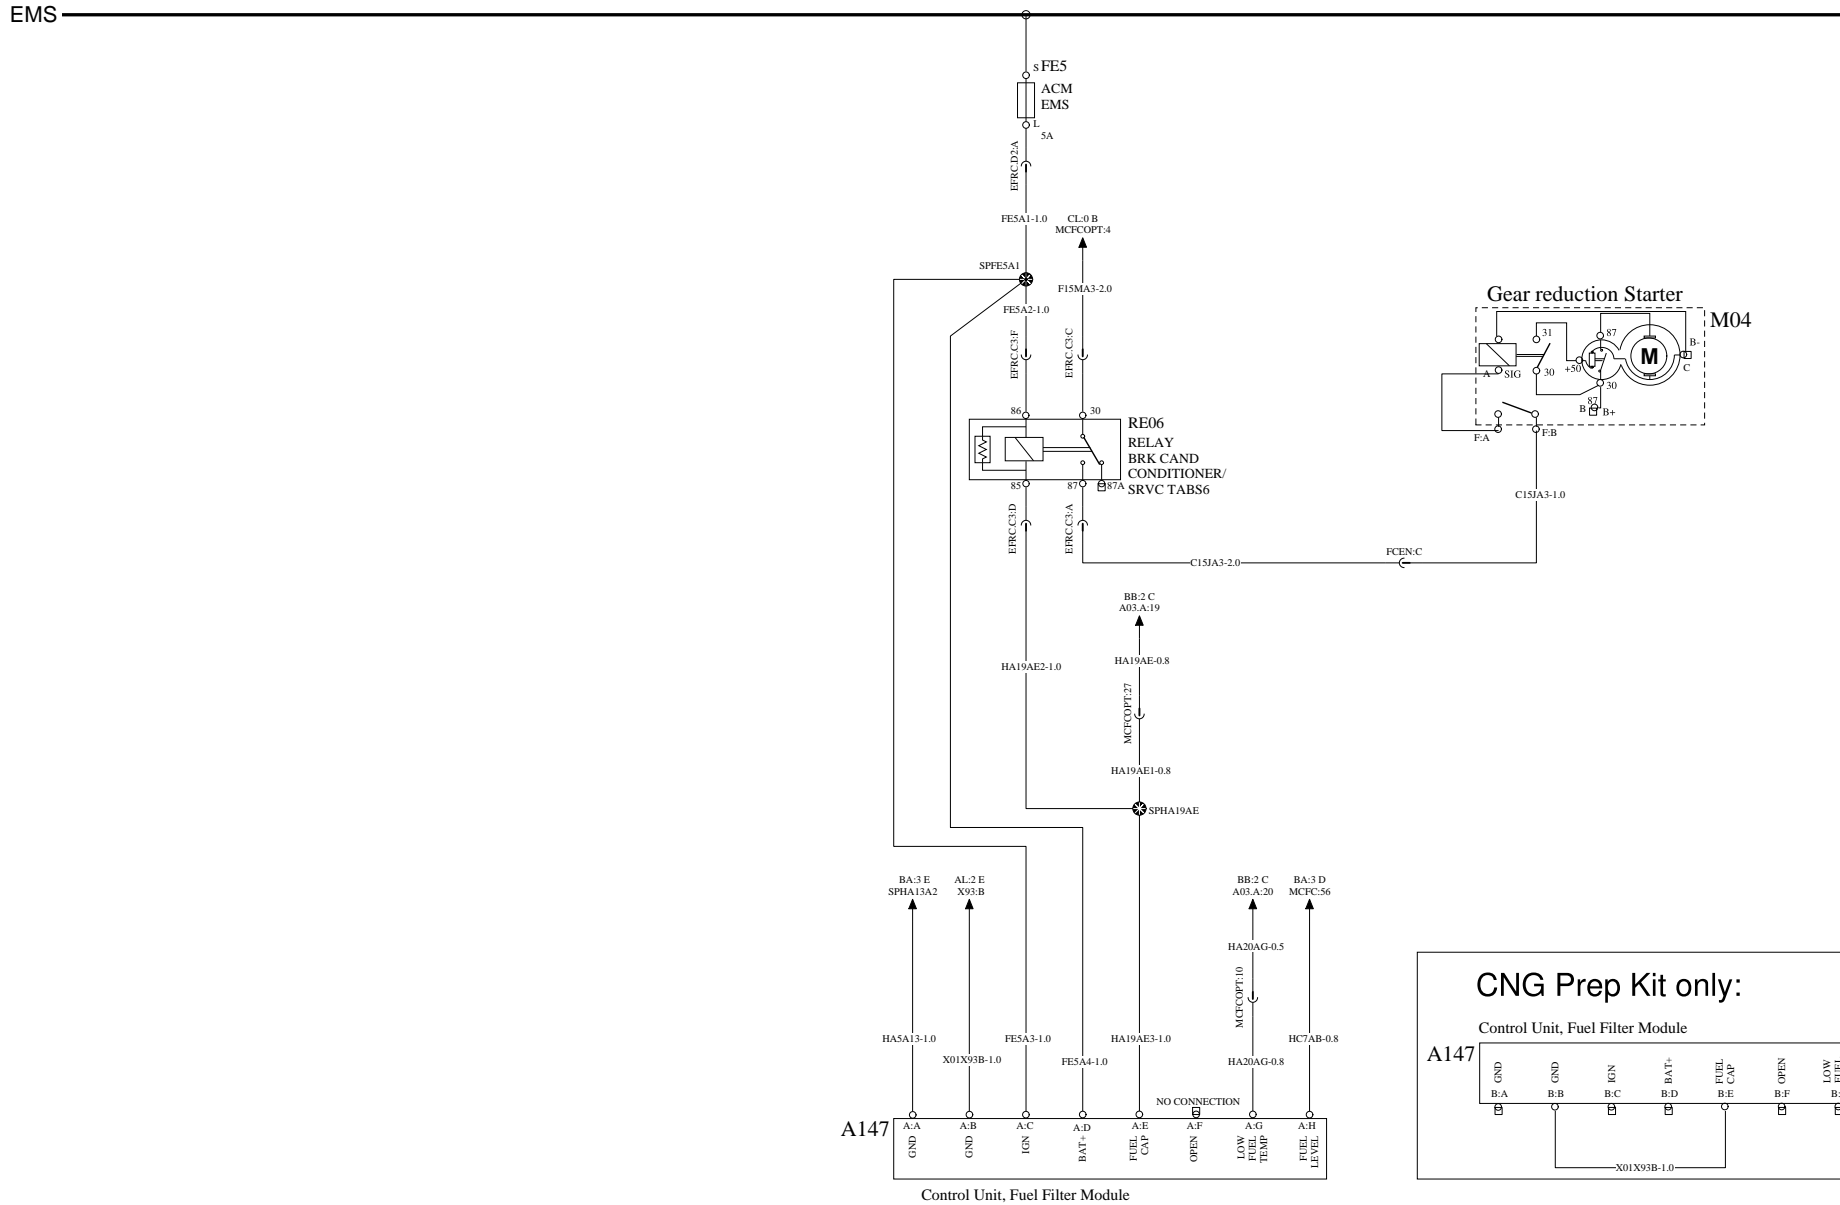 EMS
s FE5
ACM
EMS
L
5A
EFRC.D2:A
FE5A1-1.0
CL:0 B
MCFCOPT:4
SPFE5A1
F15MA3-2.0
FE5A2-1.0
EFRC.C3:F
EFRC.C3:C
Gear reduction Starter
M04
31
87
B-
A
SIG
30
+50
M
C
30
87
B
B+
F:A
F:B
86
30
RE06
RELAY
BRK CAND
CONDITIONER/
SRVC TABS6
85
87
87A
C15JA3-1.0
EFRC.C3:D
EFRC.C3:A
FCEN:C
C15JA3-2.0
BB:2 C
A03.A:19
HA19AE2-1.0
HA19AE-0.8
MCFCOPT:27
HA19AE1-0.8
SPHA19AE
BA:3 E
SPHA13A2
AL:2 E
X93:B
BB:2 C
A03.A:20
BA:3 D
MCFC:56
HA20AG-0.5
MCFCOPT:10
HA5A13-1.0
X01X93B-1.0
FE5A3-1.0
FE5A4-1.0
HA19AE3-1.0
HA20AG-0.8
HC7AB-0.8
NO CONNECTION
A147
A:A
A:B
A:C
A:D
A:E
A:F
A:G
A:H
GND
GND
IGN
BAT+
FUEL
CAP
OPEN
LOW
FUEL
TEMP
FUEL
LEVEL
Control Unit, Fuel Filter Module
CNG Prep Kit only:
Control Unit, Fuel Filter Module
A147
GND
GND
IGN
BAT+
FUEL
CAP
OPEN
LOW
FUEL
B:A
B:B
B:C
B:D
B:E
B:F
B:
X01X93B-1.0